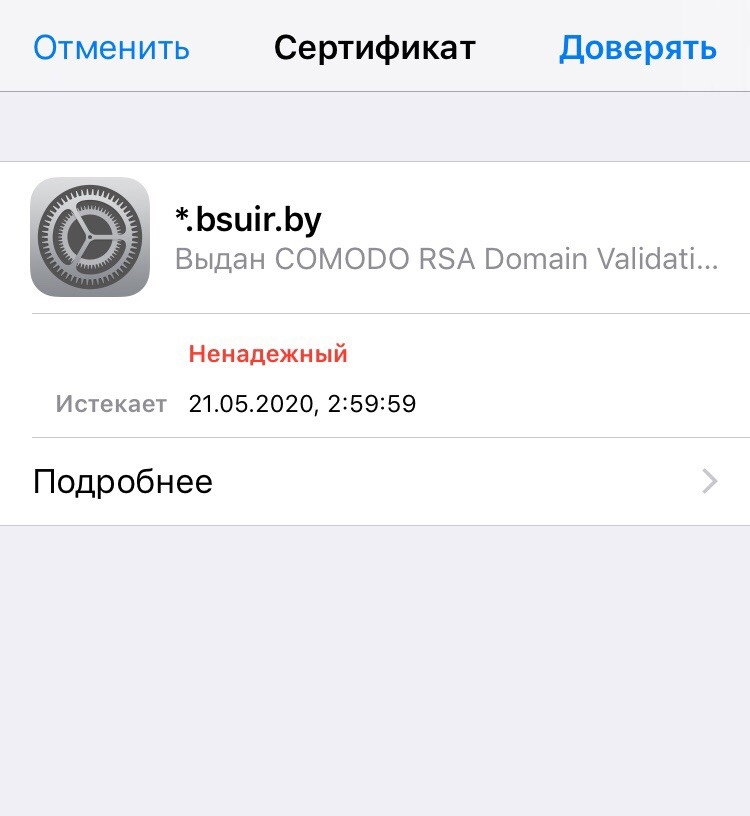 Отменить Сертификат Доверять
*.bsuir.by
Выдан COMODO RSA Domain Validati...
Ненадежный
Истекает 21.05.2020, 2:59:59
Подробнее